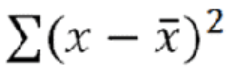 ∑(x − x̄)²